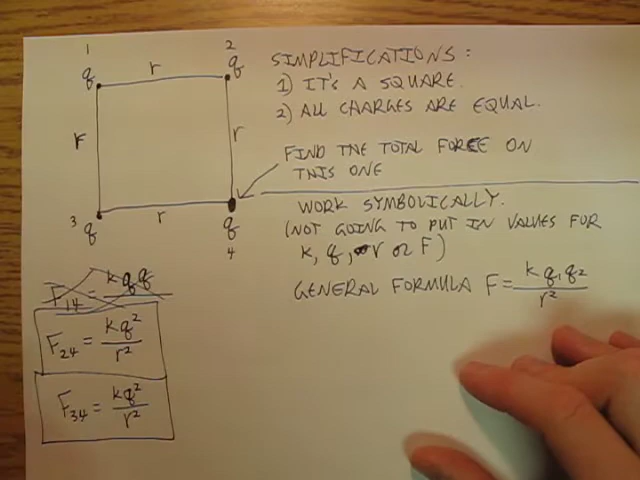 1
2
q
r
q
r
r
3
r
q
q
4
SIMPLIFICATIONS:
1) IT'S A SQUARE.
2) ALL CHARGES ARE EQUAL.
FIND THE TOTAL FORCE ON
THIS ONE
WORK SYMBOLICALLY.
(NOT GOING TO PUT IN VALUES FOR
k, q, r OR F)
GENERAL FORMULA F = kq₁q₂/r²
F₁₄ = kqq
F₂₄ = kq²/r²
F₃₄ = kq²/r²